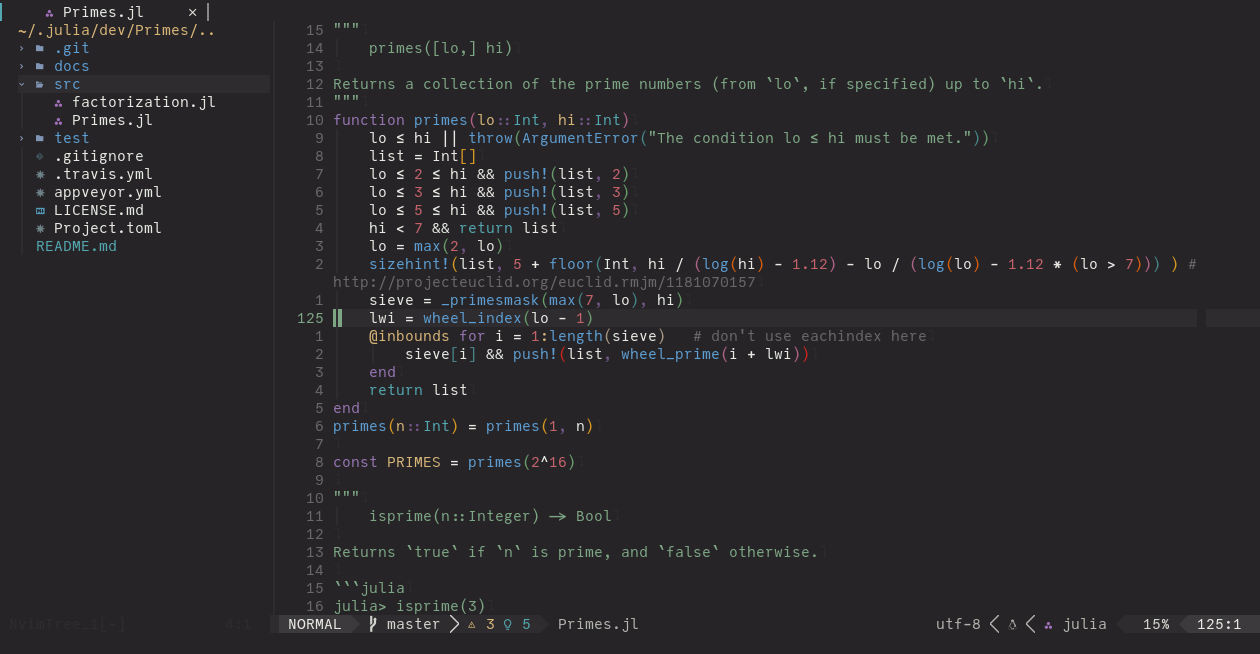 Primes.jl ×
~/.julia/dev/Primes/..
.git
docs
src
factorization.jl
Primes.jl
test
.gitignore
.travis.yml
appveyor.yml
LICENSE.md
Project.toml
README.md
15 """
14 primes([lo,] hi)
13
12 Returns a collection of the prime numbers (from `lo`, if specified) up to `hi`.
11 """
10 function primes(lo::Int, hi::Int)
9 lo ≤ hi || throw(ArgumentError("The condition lo ≤ hi must be met."))
8 list = Int[]
7 lo ≤ 2 ≤ hi && push!(list, 2)
6 lo ≤ 3 ≤ hi && push!(list, 3)
5 lo ≤ 5 ≤ hi && push!(list, 5)
4 hi < 7 && return list
3 lo = max(2, lo)
2 sizehint!(list, 5 + floor(Int, hi / (log(hi) - 1.12) - lo / (log(lo) - 1.12 * (lo > 7))) ) #
http://projecteuclid.org/euclid.rmjm/1181070157
1 sieve = _primesmask(max(7, lo), hi)
125 lwi = wheel_index(lo - 1)
1 @inbounds for i = 1:length(sieve) # don't use eachindex here
2 sieve[i] && push!(list, wheel_prime(i + lwi))
3 end
4 return list
5 end
6 primes(n::Int) = primes(1, n)
7
8 const PRIMES = primes(2^16)
9
10 """
11 isprime(n::Integer) -> Bool
12
13 Returns `true` if `n` is prime, and `false` otherwise.
14
15 ```julia
16 julia> isprime(3)
NvimTree_1[-] 4:1
NORMAL master 3 5 Primes.jl utf-8 julia 15% 125:1